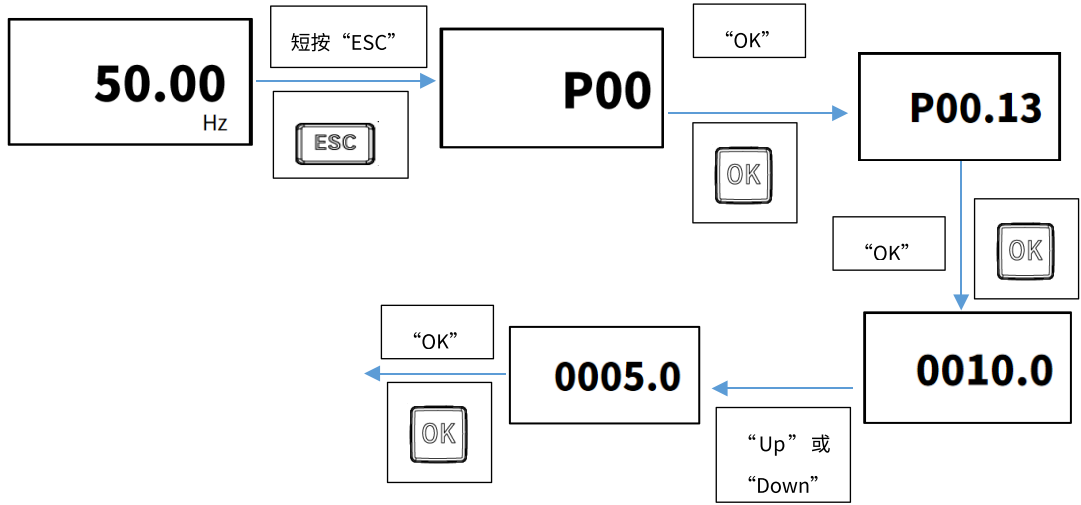 50.00
Hz
短按“ESC”
ESC
P00
“OK”
OK
P00.13
“OK”
OK
0010.0
“Up”或
“Down”
0005.0
“OK”
OK